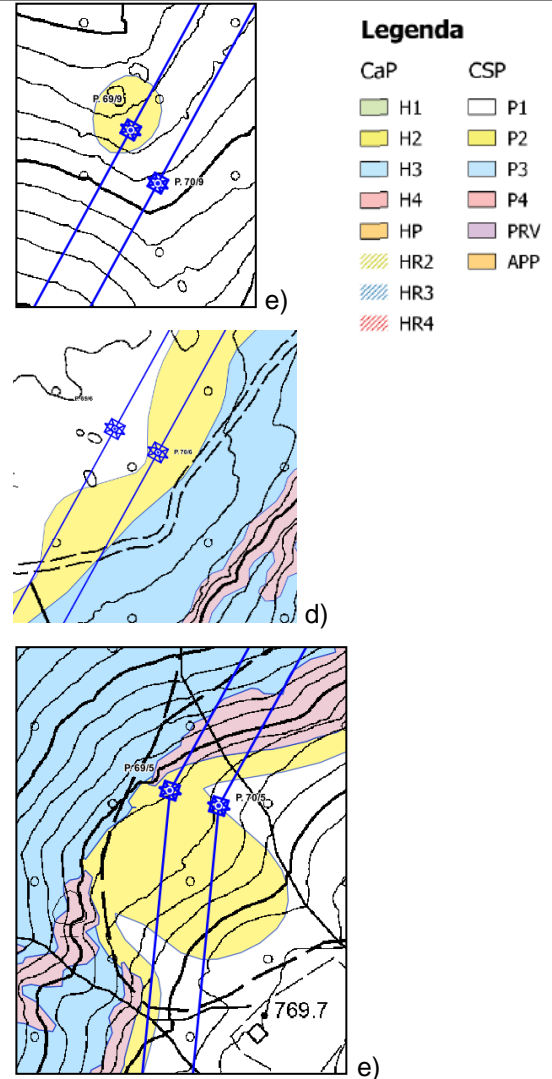 P. 69/9
P. 70/9
e)
Legenda
CaP CSP
H1 P1
H2 P2
H3 P3
H4 P4
HP PRV
HR2 APP
HR3
HR4
P. 69/6
P. 70/6
d)
P. 69/5
P. 70/5
769.7
e)